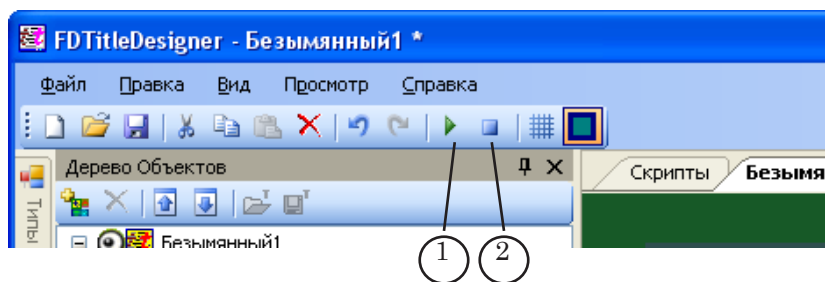 FDTitleDesigner - Безымянный1 *
Файл Правка Вид Просмотр Справка
Дерево Объектов
Скрипты Безымя
Типы
Безымянный1
1 2